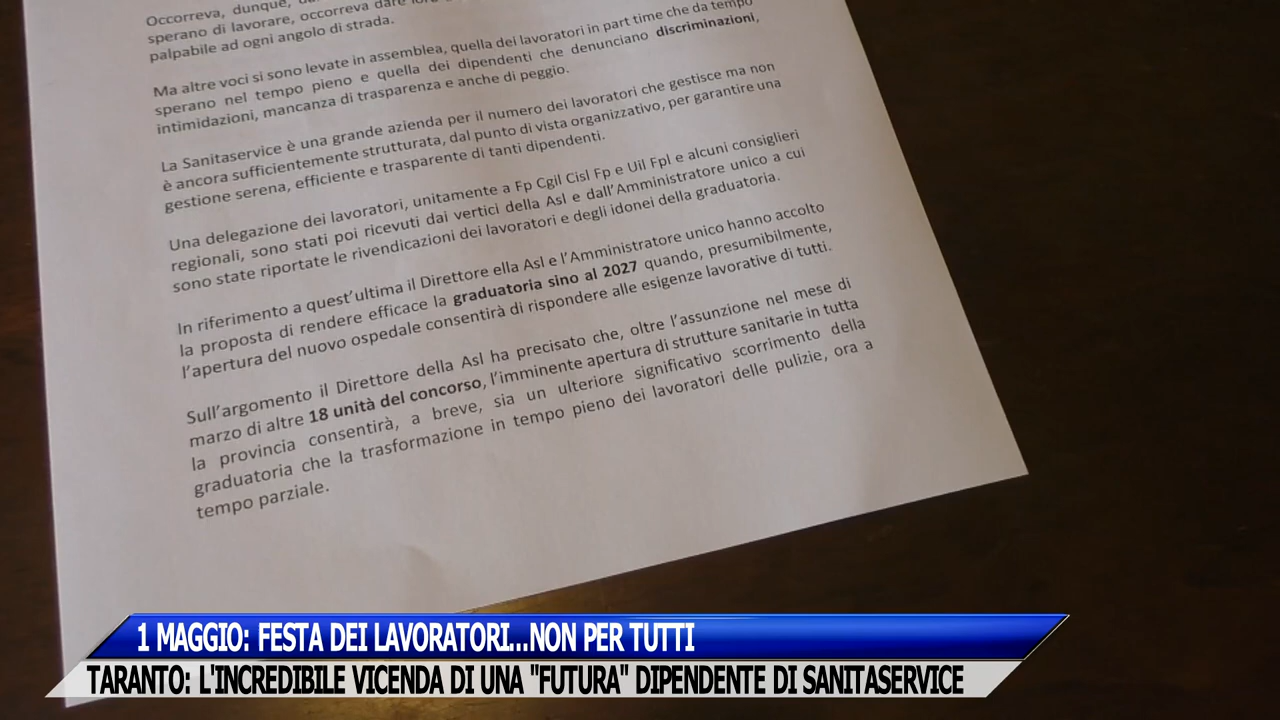 Occorreva, dunque,
sperano di lavorare, occorreva dare loro
palpabile ad ogni angolo di strada.
Ma altre voci si sono levate in assemblea, quella dei lavoratori in part time che da tempo
sperano nel tempo pieno e quella dei dipendenti che denunciano discriminazioni,
intimidazioni, mancanza di trasparenza e anche di peggio.
La Sanitaservice è una grande azienda per il numero dei lavoratori che gestisce ma non
è ancora sufficientemente strutturata, dal punto di vista organizzativo, per garantire una
gestione serena, efficiente e trasparente di tanti dipendenti.
Una delegazione dei lavoratori, unitamente a Fp Cgil Cisl Fp e Uil Fpl e alcuni consiglieri
regionali, sono stati poi ricevuti dai vertici della Asl e dall'Amministratore unico a cui
sono state riportate le rivendicazioni dei lavoratori e degli idonei della graduatoria.
In riferimento a quest'ultima il Direttore ella Asl e l'Amministratore unico hanno accolto
la proposta di rendere efficace la graduatoria sino al 2027 quando, presumibilmente,
l'apertura del nuovo ospedale consentirà di rispondere alle esigenze lavorative di tutti.
Sull'argomento il Direttore della Asl ha precisato che, oltre l'assunzione nel mese di
marzo di altre 18 unità del concorso, l'imminente apertura di strutture sanitarie in tutta
la provincia consentirà, a breve, sia un ulteriore significativo scorrimento della
graduatoria che la trasformazione in tempo pieno dei lavoratori delle pulizie, ora a
tempo parziale.
1 MAGGIO: FESTA DEI LAVORATORI...NON PER TUTTI
TARANTO: L'INCREDIBILE VICENDA DI UNA "FUTURA" DIPENDENTE DI SANITASERVICE